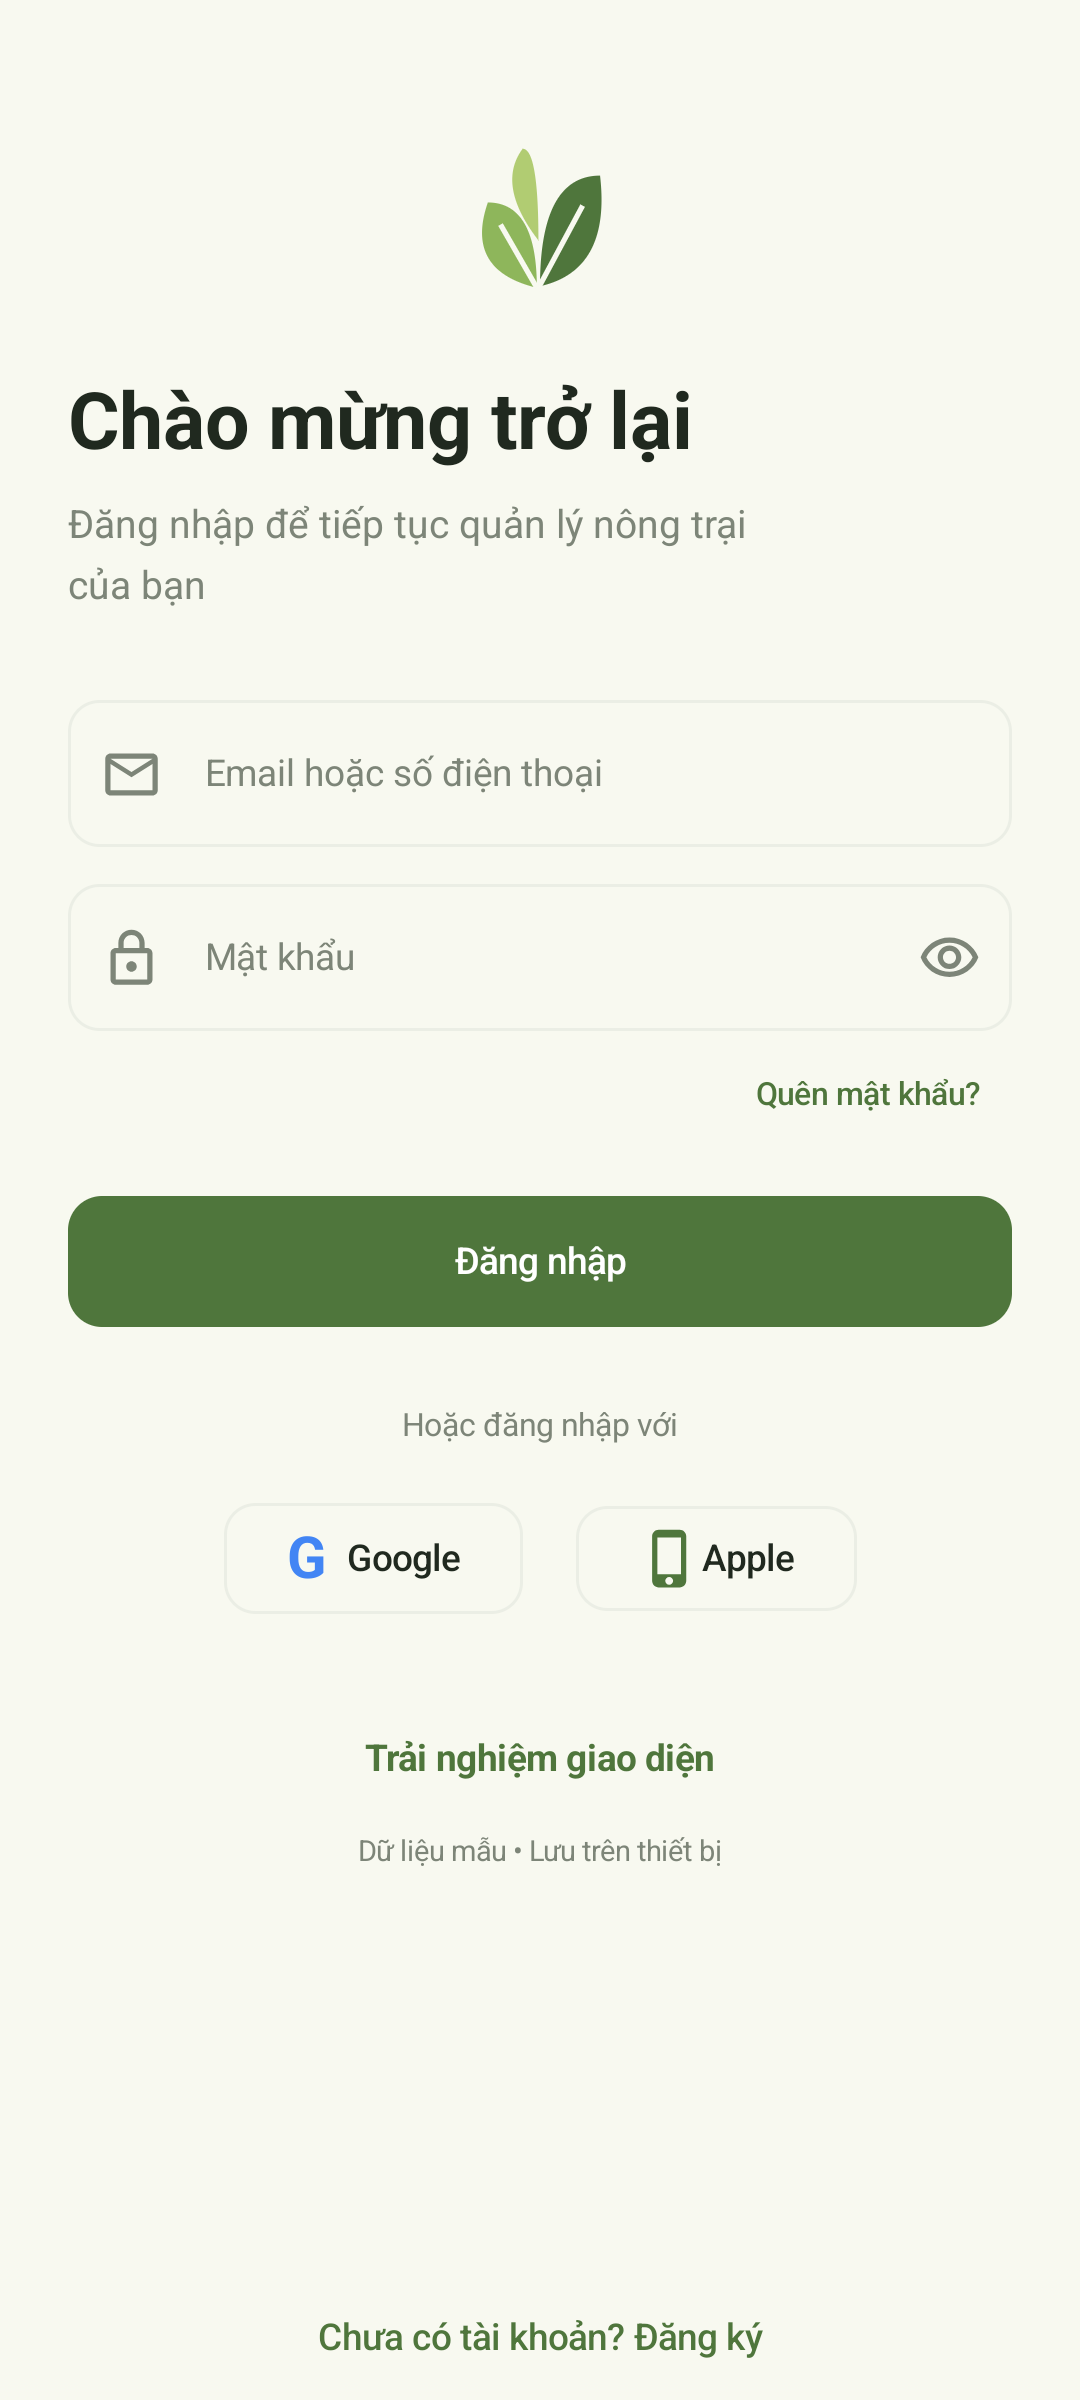 Chào mừng trở lại
Đăng nhập để tiếp tục quản lý nông trại
của bạn
Email hoặc số điện thoại
Mật khẩu
Quên mật khẩu?
Đăng nhập
Hoặc đăng nhập với
G Google
Apple
Trải nghiệm giao diện
Dữ liệu mẫu • Lưu trên thiết bị
Chưa có tài khoản? Đăng ký